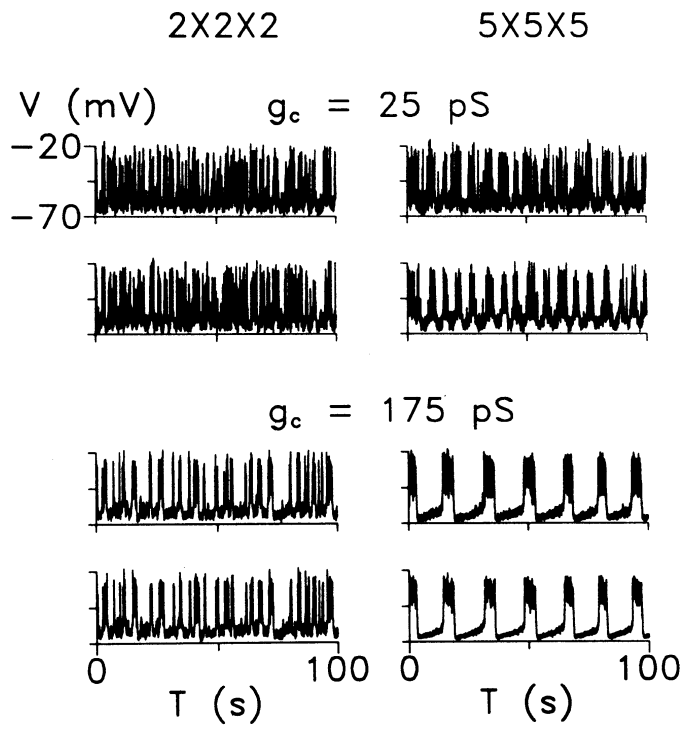 2X2X2 5X5X5
V (mV) g꜀ = 25 pS
−20
−70
g꜀ = 175 pS
0 100 0 100
T (s) T (s)